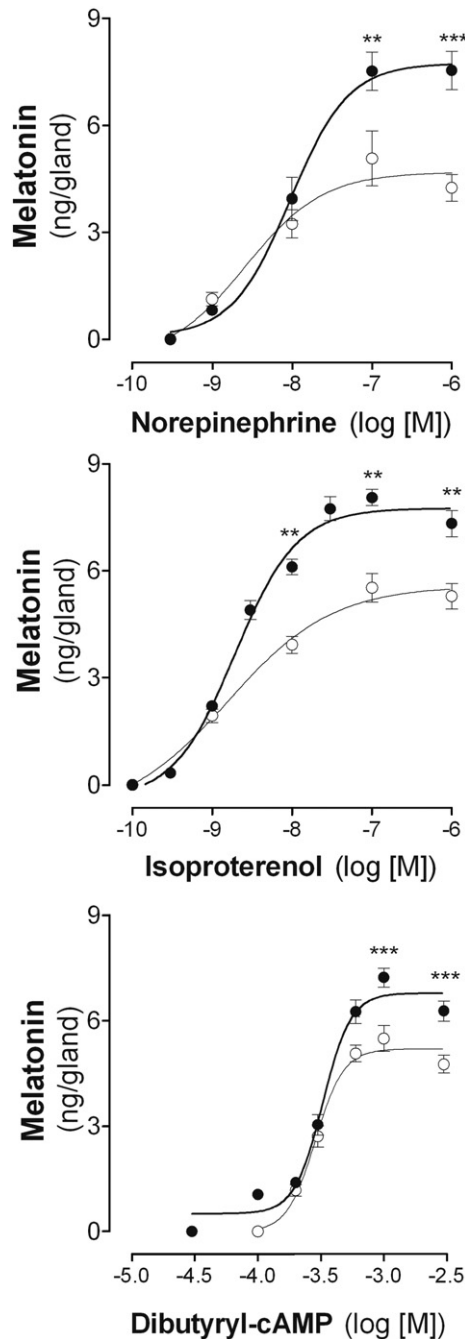 9
**
***
6
3
0
Melatonin
(ng/gland)
-10 -9 -8 -7 -6
Norepinephrine (log [M])
9
**
**
**
6
3
0
Melatonin
(ng/gland)
-10 -9 -8 -7 -6
Isoproterenol (log [M])
9
***
***
6
3
0
Melatonin
(ng/gland)
-5.0 -4.5 -4.0 -3.5 -3.0 -2.5
Dibutyryl-cAMP (log [M])